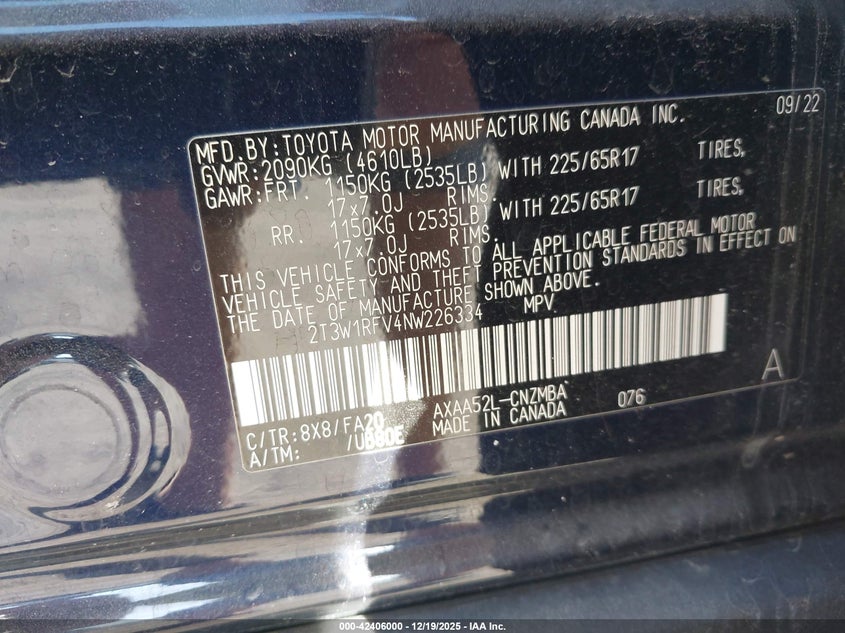 09/22
MFD.BY:TOYOTA MOTOR MANUFACTURING CANADA INC.
GVWR:2090KG (4610LB)
GAWR:FRT. 1150KG (2535LB) WITH 225/65R17 TIRES,
17x7.0J RIMS.
RR. 1150KG (2535LB) WITH 225/65R17 TIRES,
17x7.0J RIMS.
THIS VEHICLE CONFORMS TO ALL APPLICABLE FEDERAL MOTOR
VEHICLE SAFETY AND THEFT PREVENTION STANDARDS IN EFFECT ON
THE DATE OF MANUFACTURE SHOWN ABOVE.
2T3W1RFV4NW226334 MPV
C/TR:8X8/FA20 AXAA52L-CNZMBA 076 A
A/TM: /UB80E MADE IN CANADA
000-42406000 - 12/19/2025 - IAA Inc.